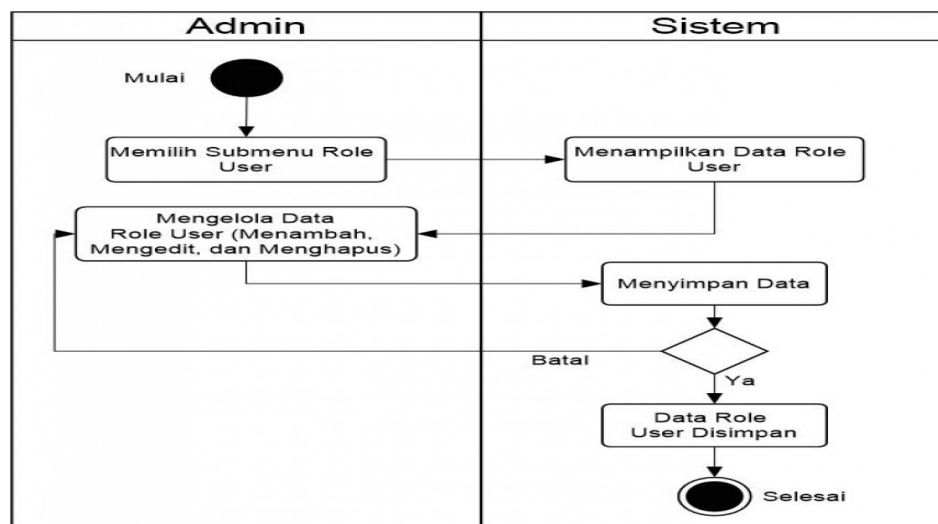 Admin
Sistem
Mulai
Memilih Submenu Role
User
Menampilkan Data Role
User
Mengelola Data
Role User (Menambah,
Mengedit, dan Menghapus)
Menyimpan Data
Batal
Ya
Data Role
User Disimpan
Selesai